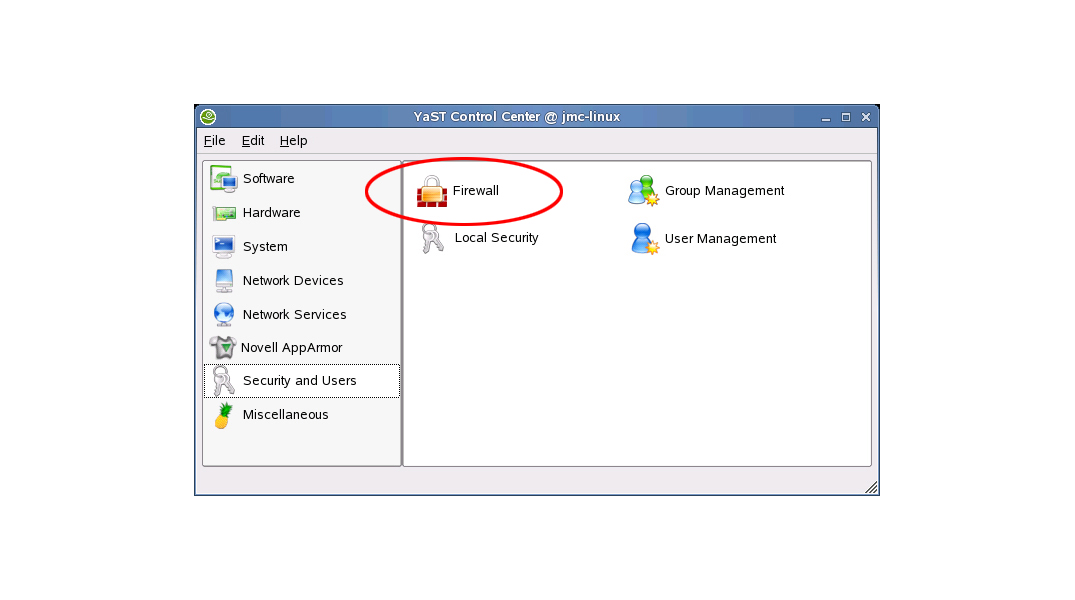 YaST Control Center @ jmc-linux
File Edit Help
Software
Hardware
System
Network Devices
Network Services
Novell AppArmor
Security and Users
Miscellaneous
Firewall
Group Management
Local Security
User Management